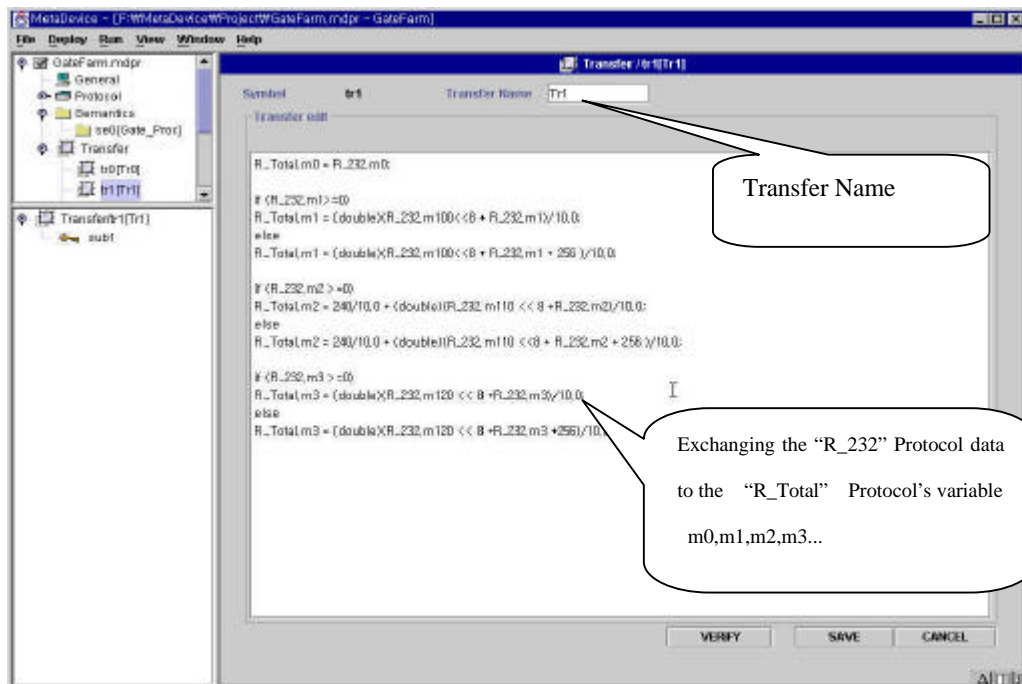 MetaDevice - [F:₩MetaDevice₩Project₩GateFarm.mdpr - GateFarm]
File Deploy Run View Window Help
GateFarm.mdpr
General
Protocol
Semantics
se0[Gate_Proc]
Transfer
tr0[Tr0]
tr1[Tr1]
Transfer/tr1[Tr1]
sub1
Transfer /tr1[Tr1]
Symbol tr1 Transfer Name Tr1
Transfer edit
R_Total.m0 = R_232.m0;
if (R_232.m1>=0)
R_Total.m1 = (double)(R_232.m100<<8 + R_232.m1)/10.0;
else
R_Total.m1 = (double)(R_232.m100<<8 + R_232.m1 + 256 )/10.0;
if (R_232.m2 >=0)
R_Total.m2 = 240/10.0 + (double)(R_232.m110 << 8 +R_232.m2)/10.0;
else
R_Total.m2 = 240/10.0 + (double)(R_232.m110 <<8 + R_232.m2 + 256 )/10.0;
if (R_232.m3 >=0)
R_Total.m3 = (double)(R_232.m120 << 8 +R_232.m3)/10.0;
else
R_Total.m3 = (double)(R_232.m120 << 8 +R_232.m3 +256)/10.
Transfer Name
Exchanging the “R_232” Protocol data
to the “R_Total” Protocol’s variable
m0,m1,m2,m3...
VERIFY SAVE CANCEL